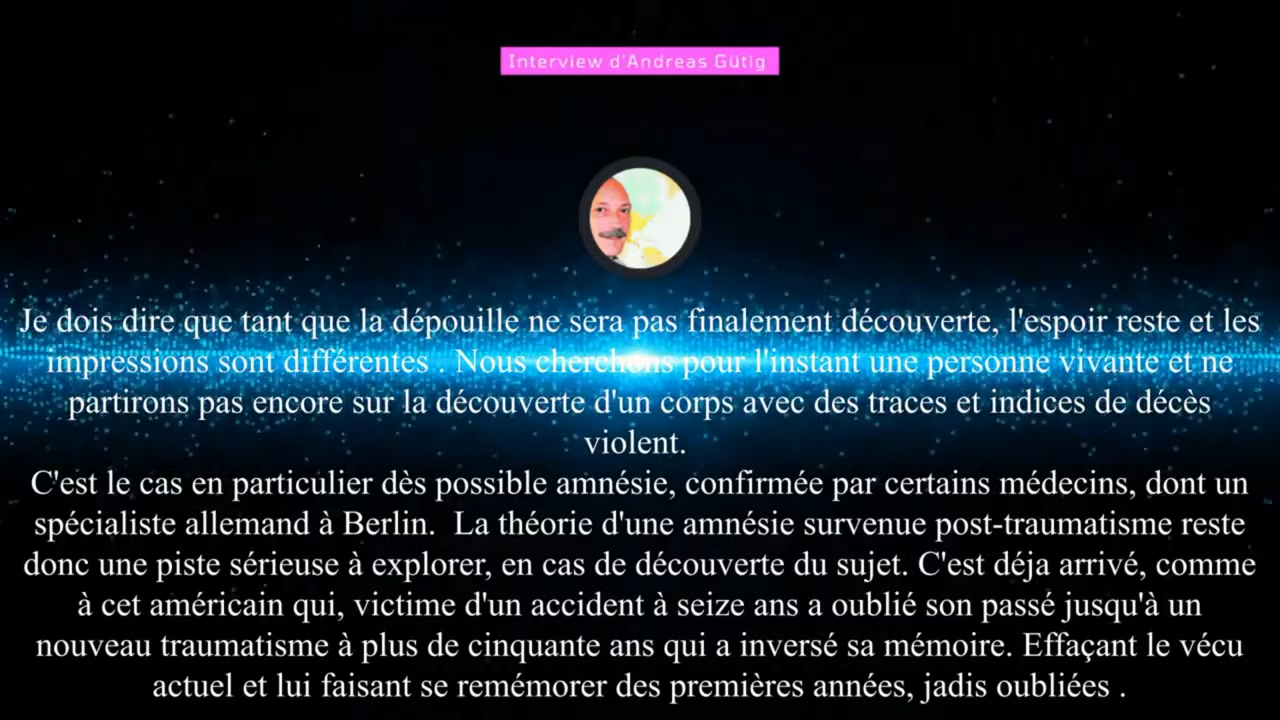 Interview d'Andreas Gütig
Je dois dire que tant que la dépouille ne sera pas finalement découverte, l'espoir reste et les
impressions sont différentes . Nous cherchons pour l'instant une personne vivante et ne
partirons pas encore sur la découverte d'un corps avec des traces et indices de décès
violent.
C'est le cas en particulier dès possible amnésie, confirmée par certains médecins, dont un
spécialiste allemand à Berlin.  La théorie d'une amnésie survenue post-traumatisme reste
donc une piste sérieuse à explorer, en cas de découverte du sujet. C'est déja arrivé, comme
à cet américain qui, victime d'un accident à seize ans a oublié son passé jusqu'à un
nouveau traumatisme à plus de cinquante ans qui a inversé sa mémoire. Effaçant le vécu
actuel et lui faisant se remémorer des premières années, jadis oubliées .